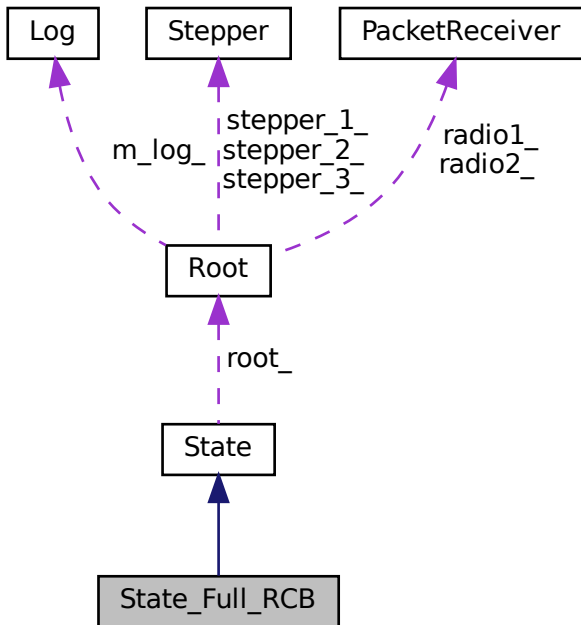 Log
Stepper
PacketReceiver
m_log_
stepper_1_
stepper_2_
stepper_3_
radio1_
radio2_
Root
root_
State
State_Full_RCB